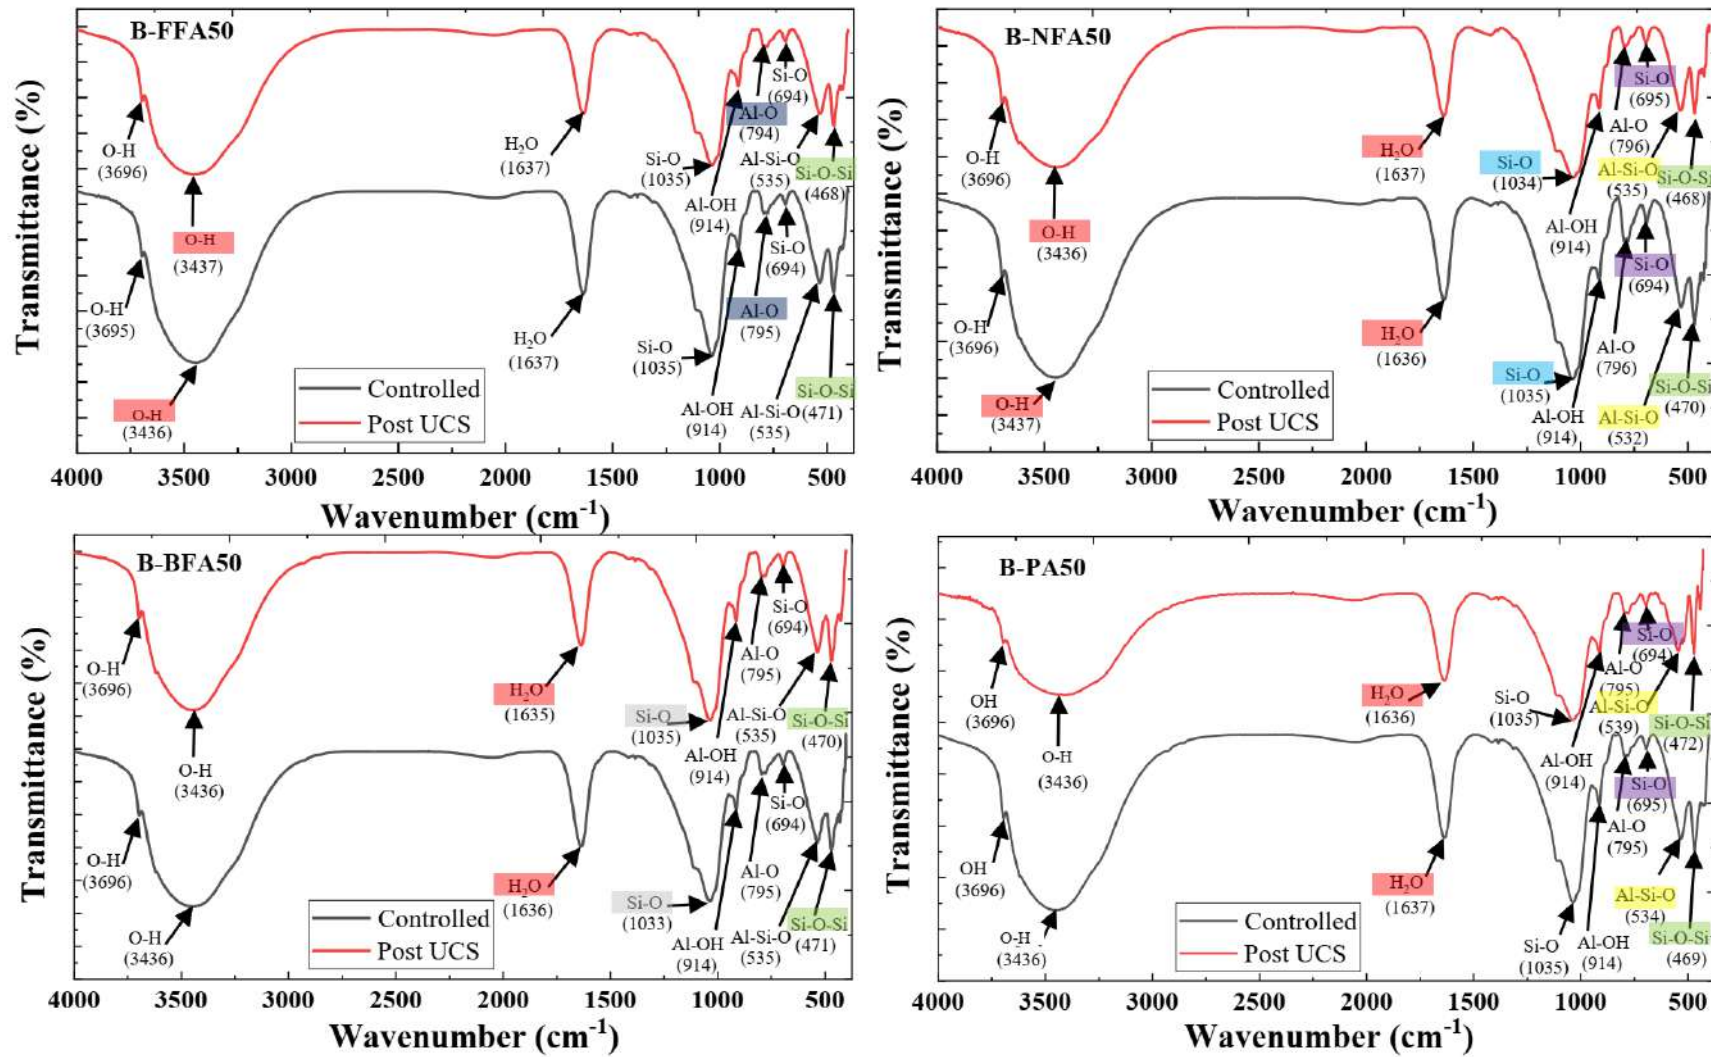 B-FFA50
Transmittance (%)
O-H
(3696)
O-H
(3437)
H₂O
(1637)
Si-O
(1035)
Al-OH
(914)
Al-O
(794)
Si-O
(694)
Al-Si-O
(535)
Si-O-Si
(468)
O-H
(3695)
O-H
(3436)
H₂O
(1637)
Si-O
(1035)
Al-OH
(914)
Al-O
(795)
Si-O
(694)
Al-Si-O
(535)
Si-O-Si
(471)
Controlled
Post UCS
4000 3500 3000 2500 2000 1500 1000 500
Wavenumber (cm⁻¹)
B-NFA50
Transmittance (%)
O-H
(3696)
O-H
(3436)
H₂O
(1637)
Si-O
(1034)
Al-OH
(914)
Al-O
(796)
Si-O
(695)
Al-Si-O
(535)
Si-O-Si
(468)
O-H
(3696)
O-H
(3437)
H₂O
(1636)
Si-O
(1035)
Al-OH
(914)
Al-O
(796)
Si-O
(694)
Al-Si-O
(532)
Si-O-Si
(470)
Controlled
Post UCS
4000 3500 3000 2500 2000 1500 1000 500
Wavenumber (cm⁻¹)
B-BFA50
Transmittance (%)
O-H
(3696)
O-H
(3436)
H₂O
(1635)
Si-O
(1035)
Al-OH
(914)
Al-O
(795)
Si-O
(694)
Al-Si-O
(535)
Si-O-Si
(470)
O-H
(3696)
O-H
(3436)
H₂O
(1636)
Si-O
(1033)
Al-OH
(914)
Al-O
(795)
Si-O
(694)
Al-Si-O
(535)
Si-O-Si
(471)
Controlled
Post UCS
4000 3500 3000 2500 2000 1500 1000 500
Wavenumber (cm⁻¹)
B-PA50
Transmittance (%)
OH
(3696)
O-H
(3436)
H₂O
(1636)
Si-O
(1035)
Al-OH
(914)
Al-O
(795)
Si-O
(694)
Al-Si-O
(539)
Si-O-Si
(472)
OH
(3696)
O-H
(3436)
H₂O
(1637)
Si-O
(1035)
Al-OH
(914)
Al-O
(795)
Si-O
(695)
Al-Si-O
(534)
Si-O-Si
(469)
Controlled
Post UCS
4000 3500 3000 2500 2000 1500 1000 500
Wavenumber (cm⁻¹)